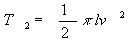 T ₂ = 1/2 πlv ²